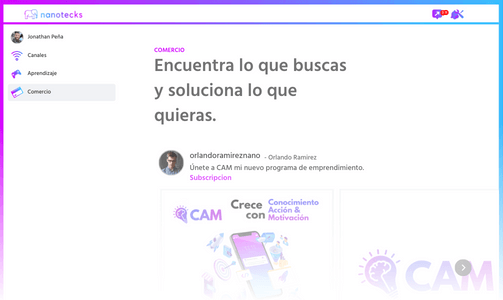 nanotecks
Jonathan Peña
Canales
Aprendizaje
Comercio
COMERCIO
Encuentra lo que buscas
y soluciona lo que
quieras.
orlandoramireznano - Orlando Ramirez
Únete a CAM mi nuevo programa de emprendimiento.
Subscripcion
CAM
Crece
con
Conocimiento
Acción &
Motivación
CAM